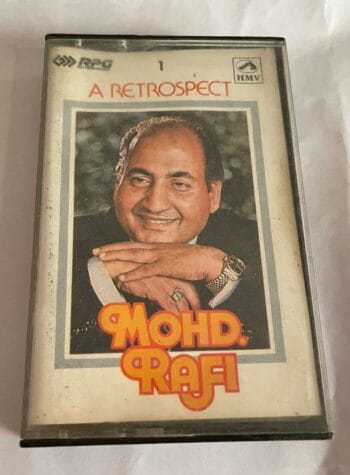 RPG
1
HMV
A RETROSPECT
MOHD.
RAFI